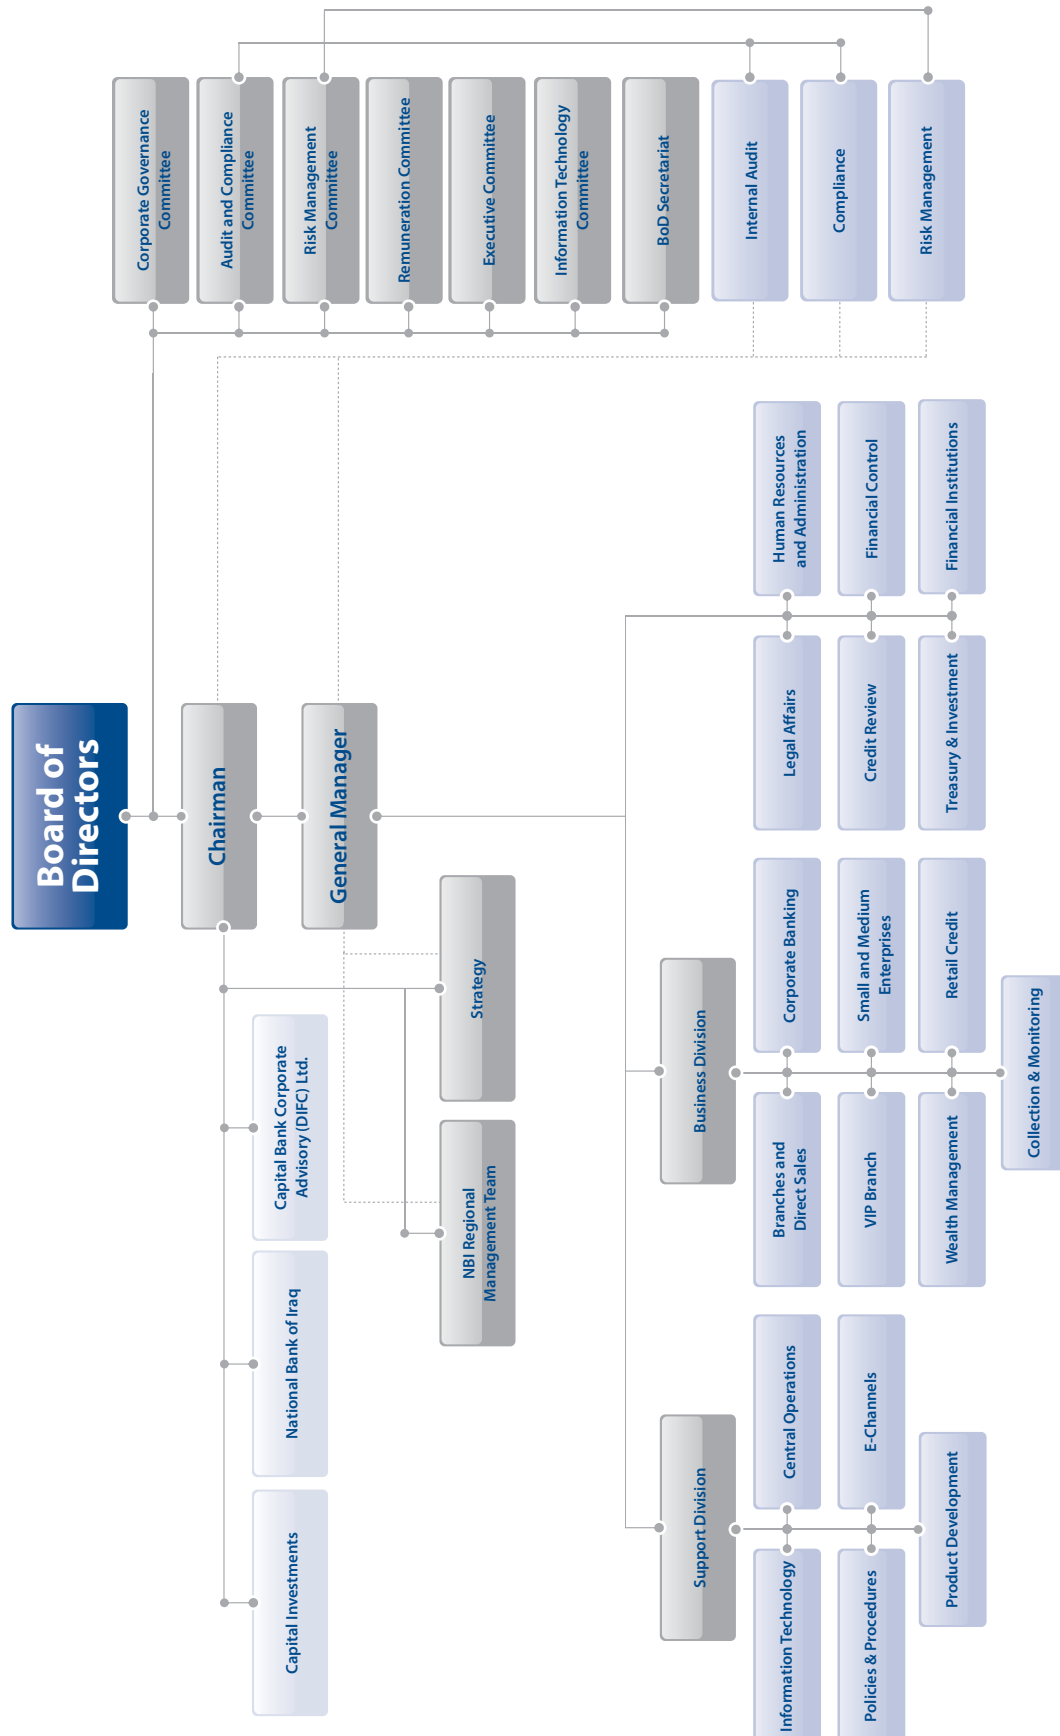 Board of
Directors
Chairman
General Manager
Corporate Governance
Committee
Audit and Compliance
Committee
Risk Management
Committee
Remuneration Committee
Executive Committee
Information Technology
Committee
BoD Secretariat
Internal Audit
Compliance
Risk Management
Capital Investments
National Bank of Iraq
Capital Bank Corporate
Advisory (DIFC) Ltd.
NBI Regional
Management Team
Strategy
Support Division
Information Technology
Central Operations
Policies & Procedures
E-Channels
Product Development
Business Division
Branches and
Direct Sales
Corporate Banking
VIP Branch
Small and Medium
Enterprises
Wealth Management
Retail Credit
Collection & Monitoring
Legal Affairs
Human Resources
and Administration
Credit Review
Financial Control
Treasury & Investment
Financial Institutions